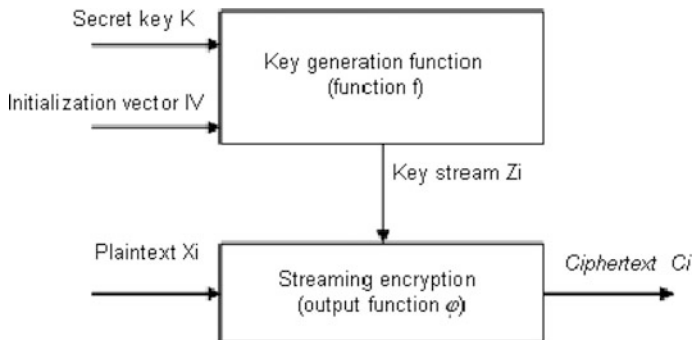 Secret key K
Key generation function
(function f)
Initialization vector IV
Key stream Zi
Plaintext Xi
Streaming encryption
(output function φ)
Ciphertext Ci